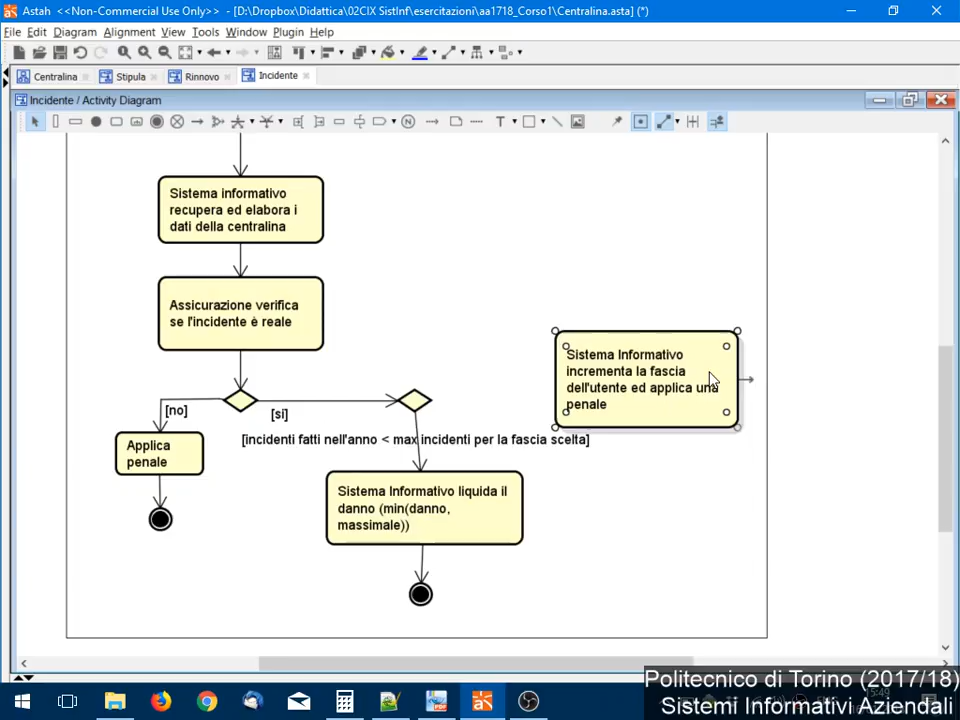 Astah <<Non-Commercial Use Only>> - [D:\Dropbox\Didattica\02CIX SistInf\esercitazioni\aa1718_Corso1\Centralina.asta] (*)
File Edit Diagram Alignment View Tools Window Plugin Help
Centralina Stipula Rinnovo Incidente
Incidente / Activity Diagram
Sistema informativo
recupera ed elabora i
dati della centralina
Assicurazione verifica
se l'incidente è reale
Sistema Informativo
incrementa la fascia
dell'utente ed applica una
penale
[no]
[sí]
Applica
penale
[incidenti fatti nell'anno < max incidenti per la fascia scelta]
Sistema Informativo liquida il
danno (min(danno,
massimale))
Politecnico di Torino (2017/18)
Sistemi Informativi Aziendali